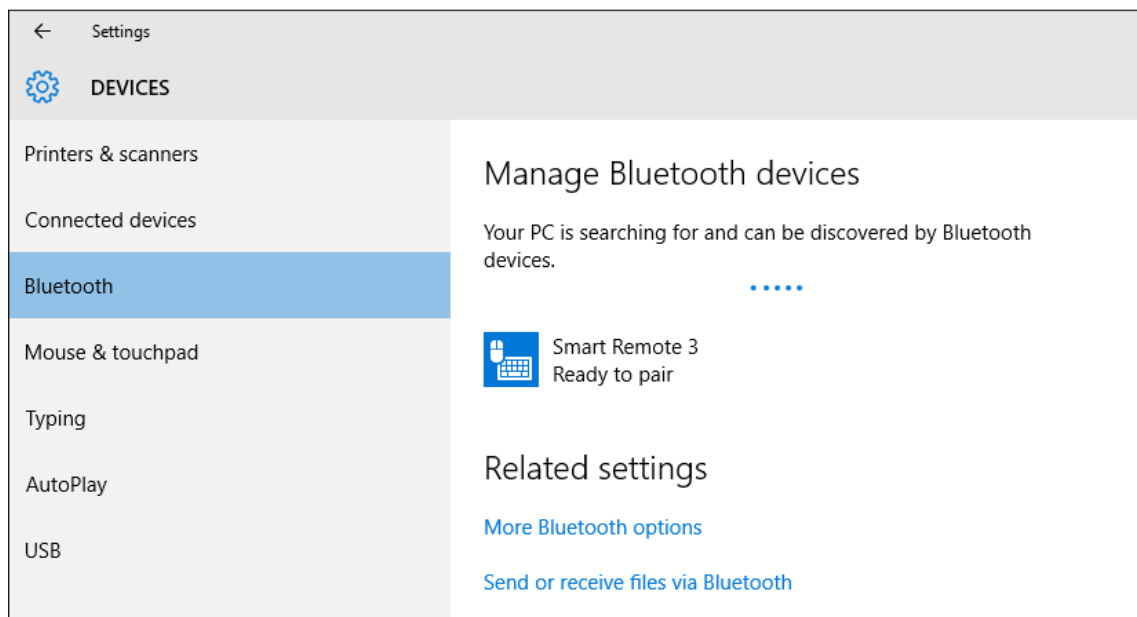 Settings
DEVICES
Printers & scanners
Connected devices
Bluetooth
Mouse & touchpad
Typing
AutoPlay
USB
Manage Bluetooth devices
Your PC is searching for and can be discovered by Bluetooth
devices.
Smart Remote 3
Ready to pair
Related settings
More Bluetooth options
Send or receive files via Bluetooth